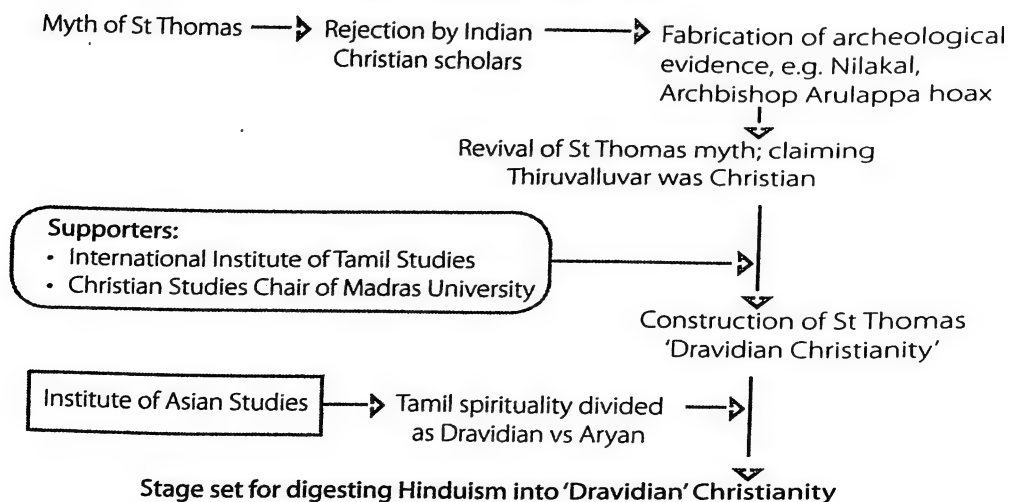 Myth of St Thomas
Rejection by Indian
Christian scholars
Fabrication of archeological
evidence, e.g. Nilakal,
Archbishop Arulappa hoax
Revival of St Thomas myth; claiming
Thiruvalluvar was Christian
Supporters:
• International Institute of Tamil Studies
• Christian Studies Chair of Madras University
Construction of St Thomas
'Dravidian Christianity'
Institute of Asian Studies
Tamil spirituality divided
as Dravidian vs Aryan
Stage set for digesting Hinduism into 'Dravidian' Christianity